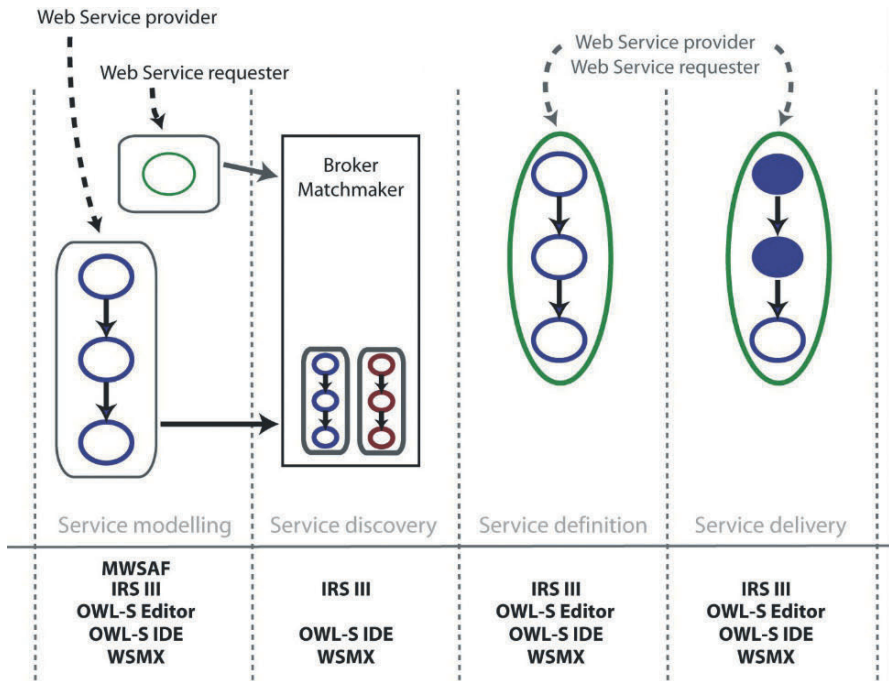 Web Service provider
Web Service requester
Web Service provider
Web Service requester
Broker
Matchmaker
Service modelling
Service discovery
Service definition
Service delivery
MWSAF
IRS III
OWL-S Editor
OWL-S IDE
WSMX
IRS III
OWL-S IDE
WSMX
IRS III
OWL-S Editor
OWL-S IDE
WSMX
IRS III
OWL-S Editor
OWL-S IDE
WSMX